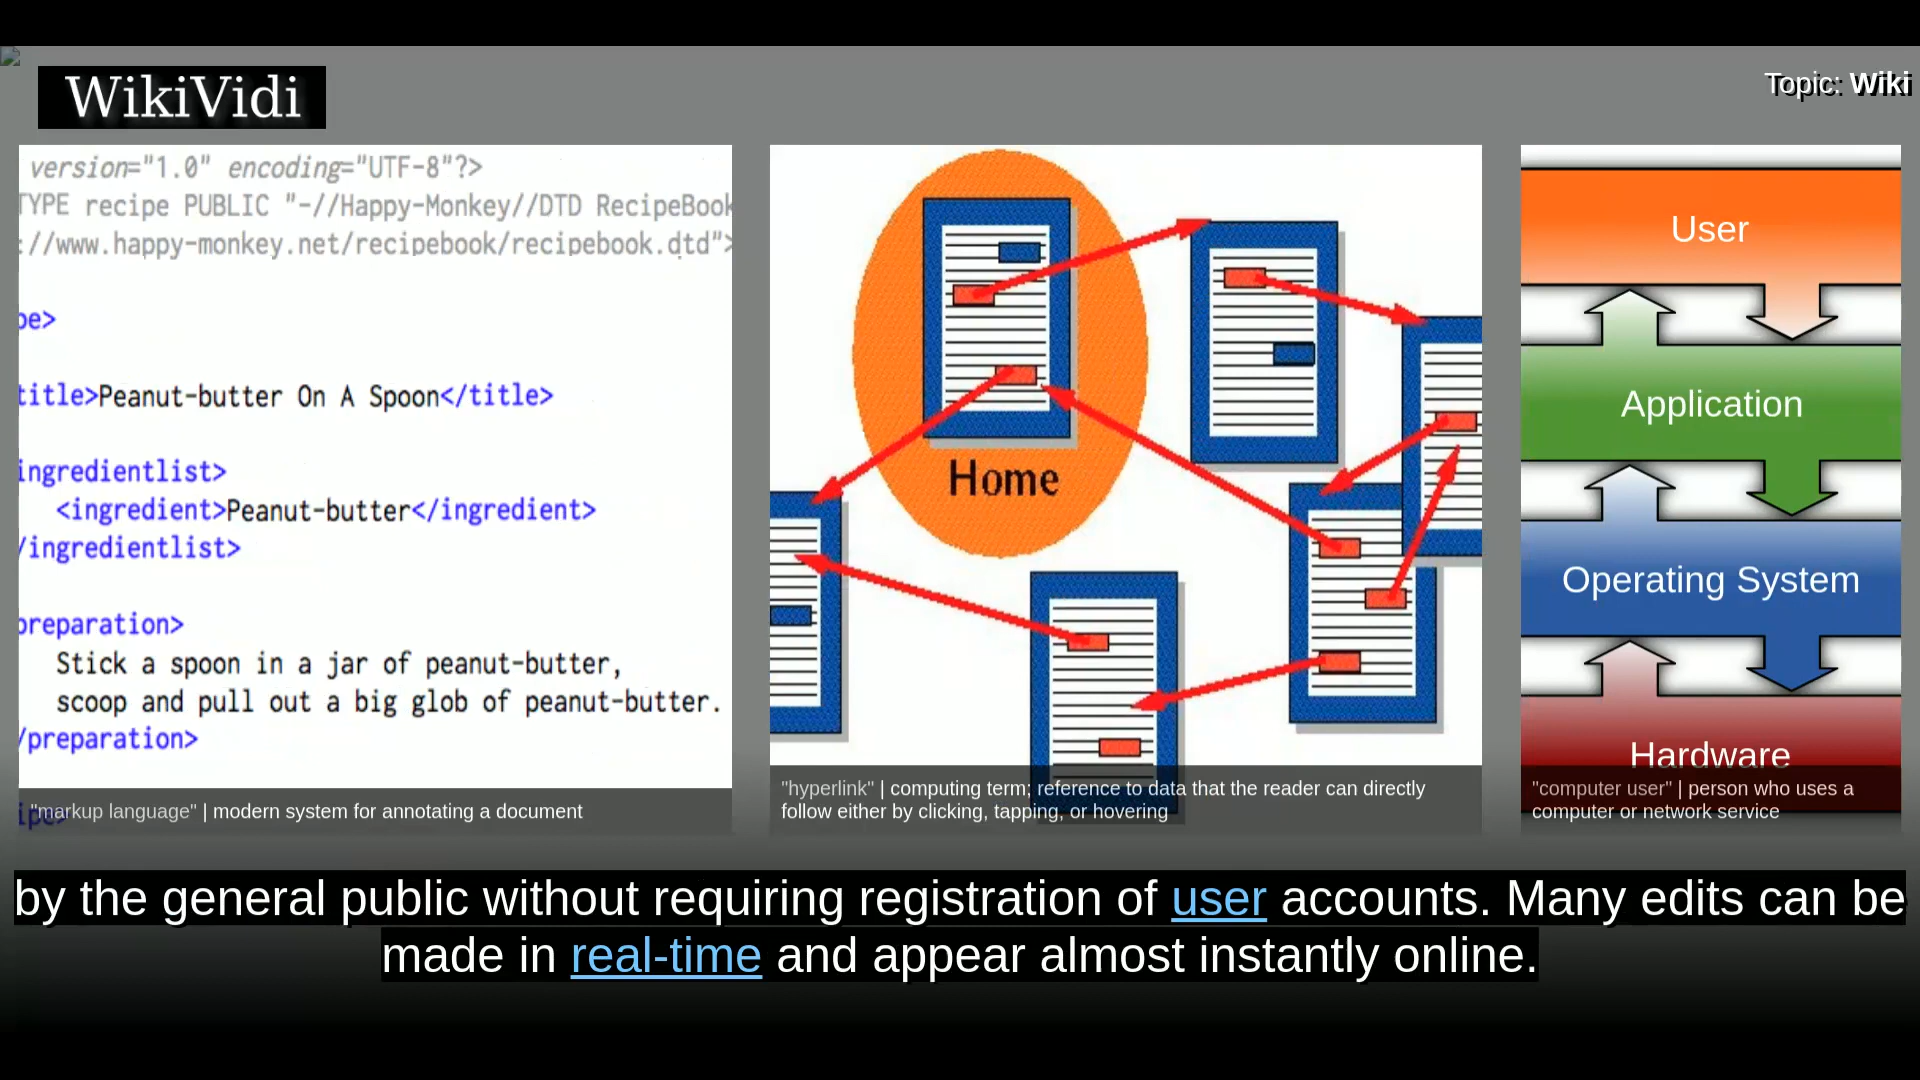 WikiVidi
Topic: Wiki
version="1.0" encoding="UTF-8"?>
TYPE recipe PUBLIC "-//Happy-Monkey//DTD RecipeBook
://www.happy-monkey.net/recipebook/recipebook.dtd">
pe>
title>Peanut-butter On A Spoon</title>
ingredientlist>
<ingredient>Peanut-butter</ingredient>
/ingredientlist>
preparation>
Stick a spoon in a jar of peanut-butter,
scoop and pull out a big glob of peanut-butter.
/preparation>
ipe>
"markup language" | modern system for annotating a document
Home
"hyperlink" | computing term; reference to data that the reader can directly
follow either by clicking, tapping, or hovering
User
Application
Operating System
Hardware
"computer user" | person who uses a
computer or network service
by the general public without requiring registration of user accounts. Many edits can be
made in real-time and appear almost instantly online.